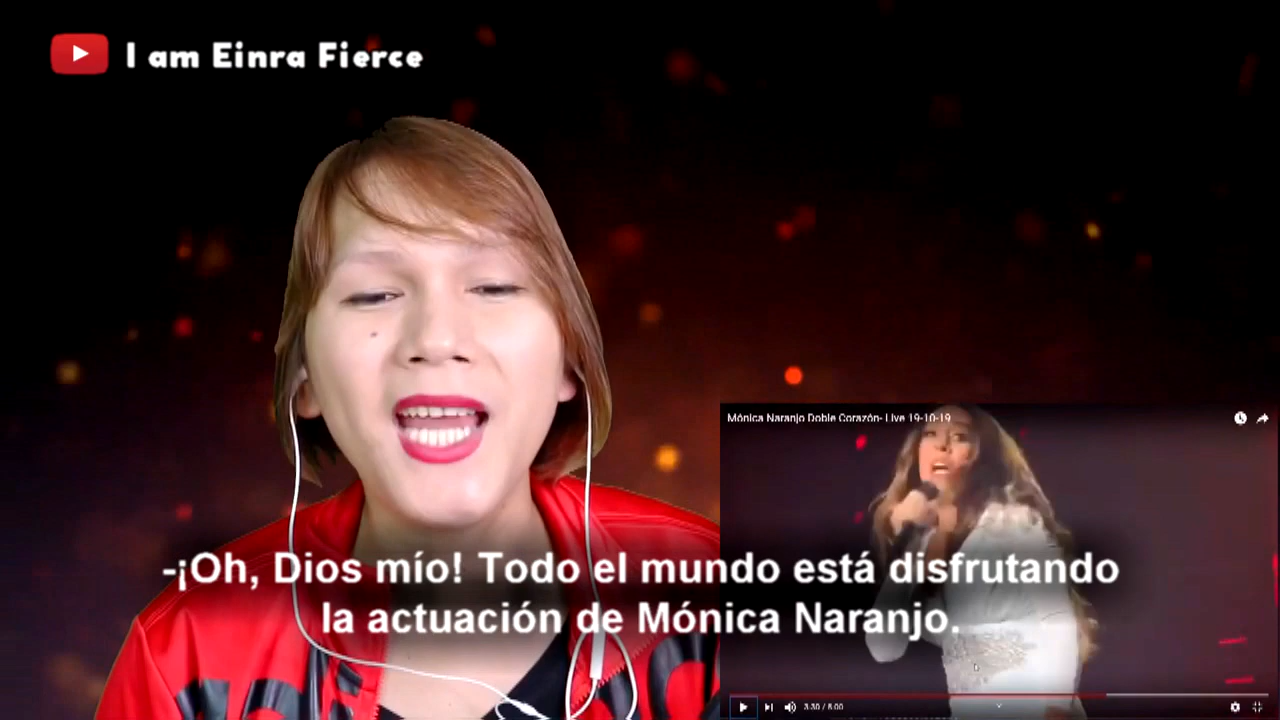 I am Einra Fierce
Mónica Naranjo Doble Corazón- Live 19-10-19
-¡Oh, Dios mío! Todo el mundo está disfrutando
la actuación de Mónica Naranjo.